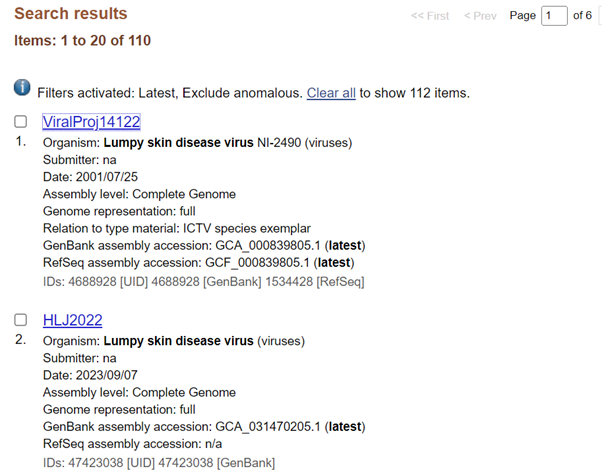 Search results
<< First < Prev Page 1 of 6
Items: 1 to 20 of 110
Filters activated: Latest, Exclude anomalous. Clear all to show 112 items.
ViralProj14122
1. Organism: Lumpy skin disease virus NI-2490 (viruses)
Submitter: na
Date: 2001/07/25
Assembly level: Complete Genome
Genome representation: full
Relation to type material: ICTV species exemplar
GenBank assembly accession: GCA_000839805.1 (latest)
RefSeq assembly accession: GCF_000839805.1 (latest)
IDs: 4688928 [UID] 4688928 [GenBank] 1534428 [RefSeq]
HLJ2022
2. Organism: Lumpy skin disease virus (viruses)
Submitter: na
Date: 2023/09/07
Assembly level: Complete Genome
Genome representation: full
GenBank assembly accession: GCA_031470205.1 (latest)
RefSeq assembly accession: n/a
IDs: 47423038 [UID] 47423038 [GenBank]